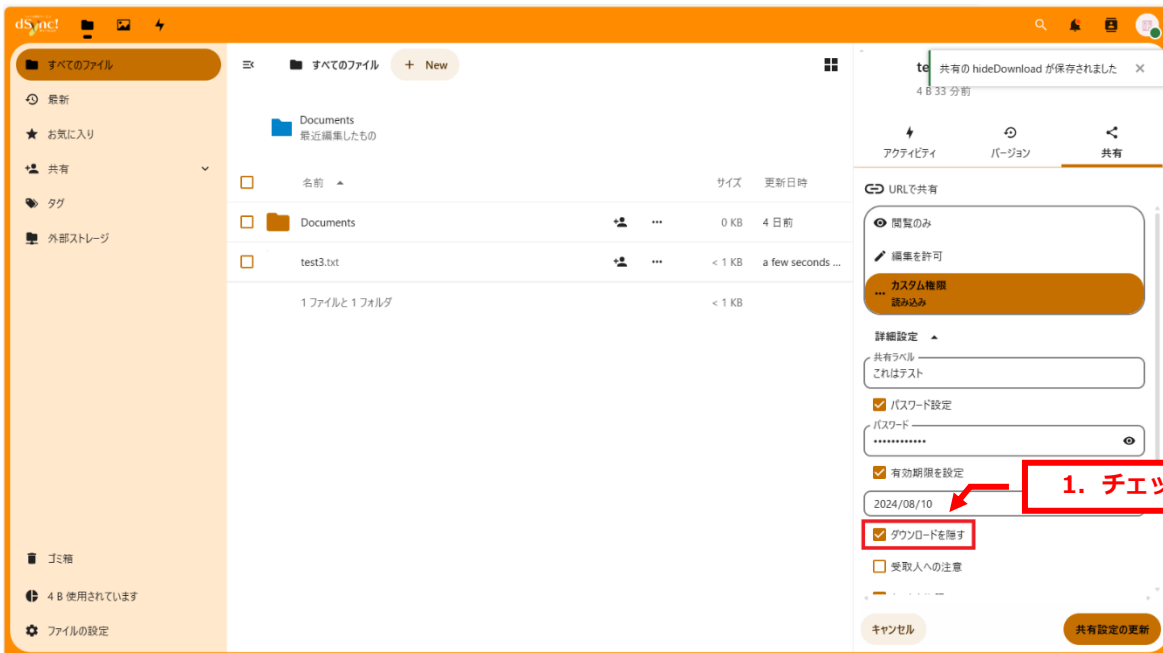 dSync!
すべてのファイル
最新
お気に入り
共有
タグ
外部ストレージ
ゴミ箱
4 B 使用されています
ファイルの設定
すべてのファイル
+ New
Documents
最近編集したもの
名前
サイズ
更新日時
Documents
0 KB
4 日前
test3.txt
< 1 KB
a few seconds ...
1 ファイルと 1 フォルダ
< 1 KB
te
共有の hideDownload が保存されました
4 B 33 分前
アクティビティ
バージョン
共有
URLで共有
閲覧のみ
編集を許可
カスタム権限
読み込み
詳細設定
共有ラベル
これはテスト
パスワード設定
パスワード
••••••••••••
有効期限を設定
1. チェッ
2024/08/10
ダウンロードを隠す
受取人への注意
キャンセル
共有設定の更新